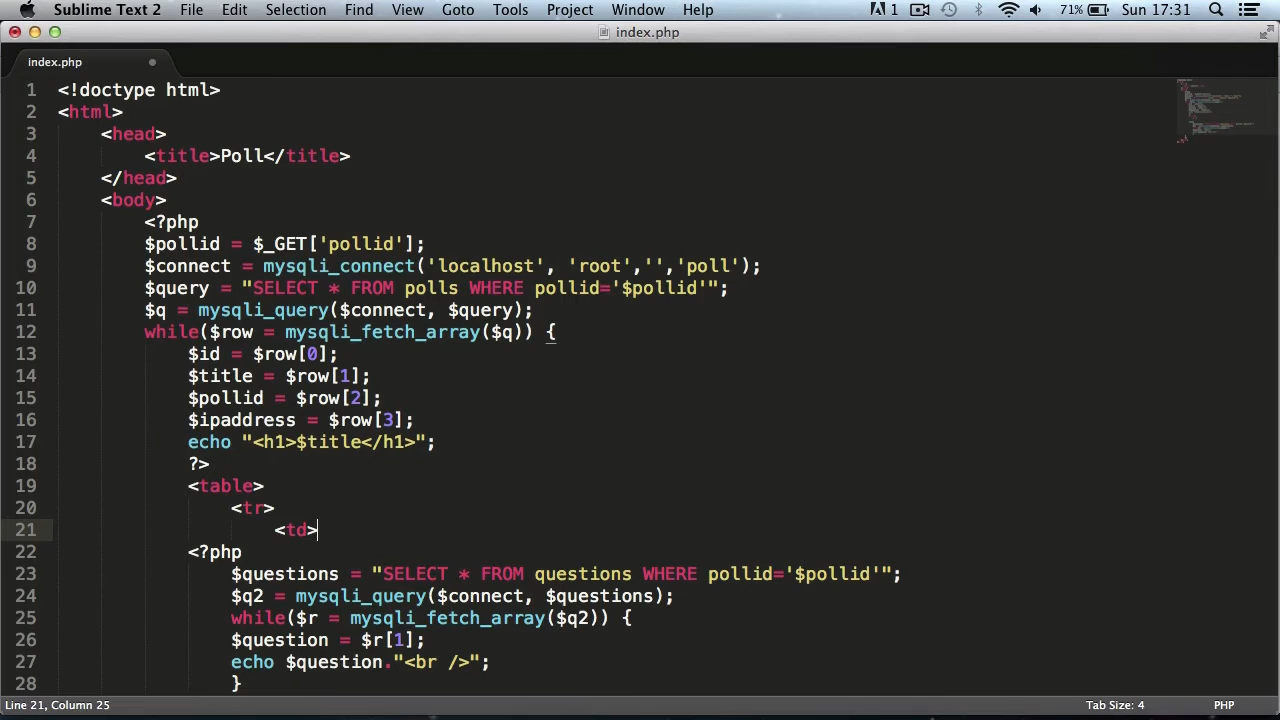 Sublime Text 2 File Edit Selection Find View Goto Tools Project Window Help 1 71% Sun 17:31
index.php
index.php
1 <!doctype html>
2 <html>
3 <head>
4 <title>Poll</title>
5 </head>
6 <body>
7 <?php
8 $pollid = $_GET['pollid'];
9 $connect = mysqli_connect('localhost', 'root','','poll');
10 $query = "SELECT * FROM polls WHERE pollid='$pollid'";
11 $q = mysqli_query($connect, $query);
12 while($row = mysqli_fetch_array($q)) {
13 $id = $row[0];
14 $title = $row[1];
15 $pollid = $row[2];
16 $ipaddress = $row[3];
17 echo "<h1>$title</h1>";
18 ?>
19 <table>
20 <tr>
21 <td>
22 <?php
23 $questions = "SELECT * FROM questions WHERE pollid='$pollid'";
24 $q2 = mysqli_query($connect, $questions);
25 while($r = mysqli_fetch_array($q2)) {
26 $question = $r[1];
27 echo $question."<br />";
28 }
Line 21, Column 25 Tab Size: 4 PHP